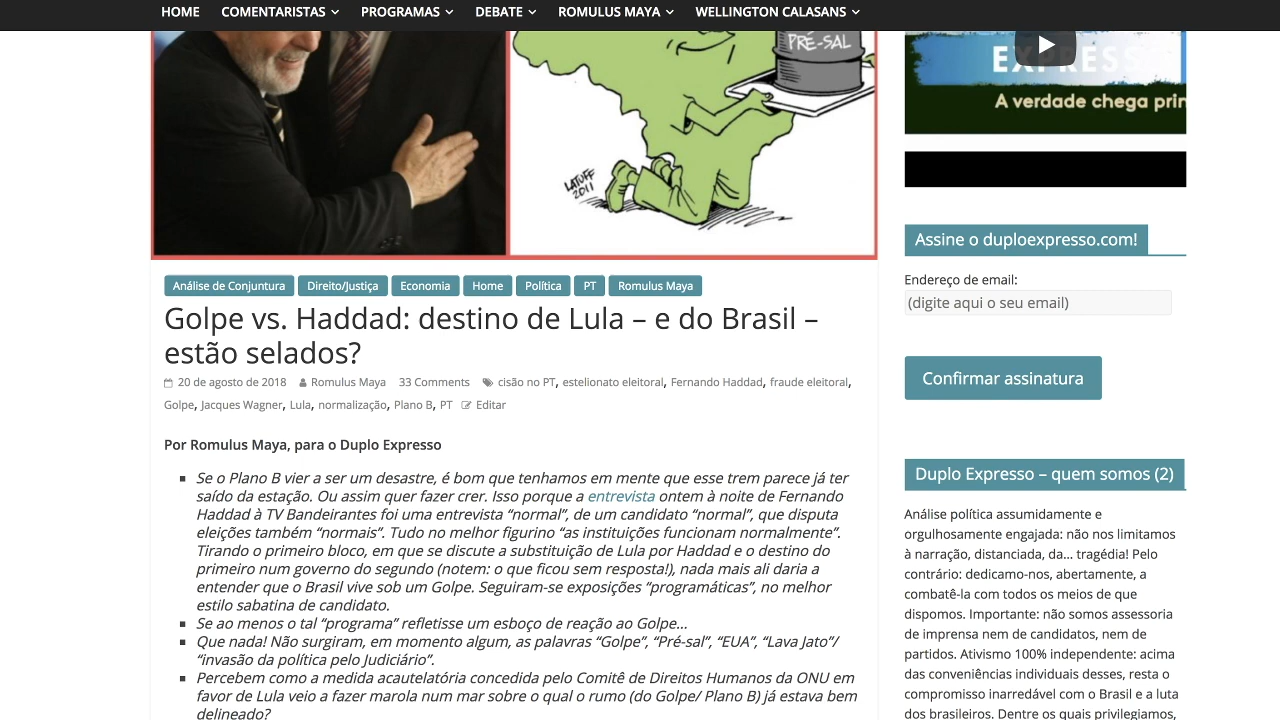 HOME COMENTARISTAS PROGRAMAS DEBATE ROMULUS MAYA WELLINGTON CALASANS
PRÉ-SAL
LATUFF
2011
EXPRESS
A verdade chega prin
Análise de Conjuntura Direito/Justiça Economia Home Política PT Romulus Maya
Golpe vs. Haddad: destino de Lula – e do Brasil –
estão selados?
20 de agosto de 2018 Romulus Maya 33 Comments cisão no PT, estelionato eleitoral, Fernando Haddad, fraude eleitoral,
Golpe, Jacques Wagner, Lula, normalização, Plano B, PT Editar
Por Romulus Maya, para o Duplo Expresso
Se o Plano B vier a ser um desastre, é bom que tenhamos em mente que esse trem parece já ter
saído da estação. Ou assim quer fazer crer. Isso porque a entrevista ontem à noite de Fernando
Haddad à TV Bandeirantes foi uma entrevista “normal”, de um candidato “normal”, que disputa
eleições também “normais”. Tudo no melhor figurino “as instituições funcionam normalmente”.
Tirando o primeiro bloco, em que se discute a substituição de Lula por Haddad e o destino do
primeiro num governo do segundo (notem: o que ficou sem resposta!), nada mais ali daria a
entender que o Brasil vive sob um Golpe. Seguiram-se exposições “programáticas”, no melhor
estilo sabatina de candidato.
Se ao menos o tal “programa” refletisse um esboço de reação ao Golpe…
Que nada! Não surgiram, em momento algum, as palavras “Golpe”, “Pré-sal”, “EUA”, “Lava Jato”/
“invasão da política pelo Judiciário”.
Percebem como a medida acautelatória concedida pelo Comitê de Direitos Humanos da ONU em
favor de Lula veio a fazer marola num mar sobre o qual o rumo (do Golpe/ Plano B) já estava bem
delineado?
Assine o duploexpresso.com!
Endereço de email:
(digite aqui o seu email)
Confirmar assinatura
Duplo Expresso – quem somos (2)
Análise política assumidamente e
orgulhosamente engajada: não nos limitamos
à narração, distanciada, da... tragédia! Pelo
contrário: dedicamo-nos, abertamente, a
combatê-la com todos os meios de que
dispomos. Importante: não somos assessoria
de imprensa nem de candidatos, nem de
partidos. Ativismo 100% independente: acima
das conveniências individuais desses, resta o
compromisso inarredável com o Brasil e a luta
dos brasileiros. Dentre os quais privilegiamos,